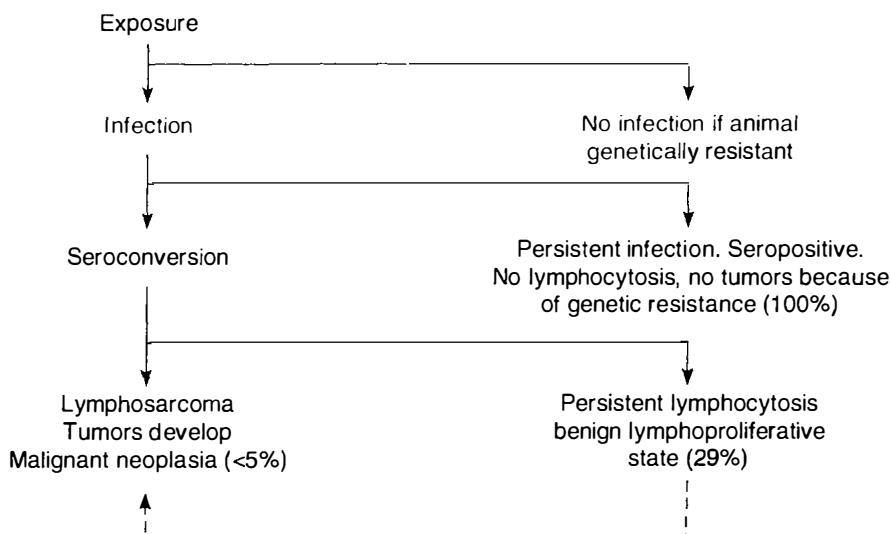 Exposure
Infection
No infection if animal
genetically resistant
Seroconversion
Persistent infection. Seropositive.
No lymphocytosis, no tumors because
of genetic resistance (100%)
Lymphosarcoma
Tumors develop
Malignant neoplasia (<5%)
Persistent lymphocytosis
benign lymphoproliferative
state (29%)